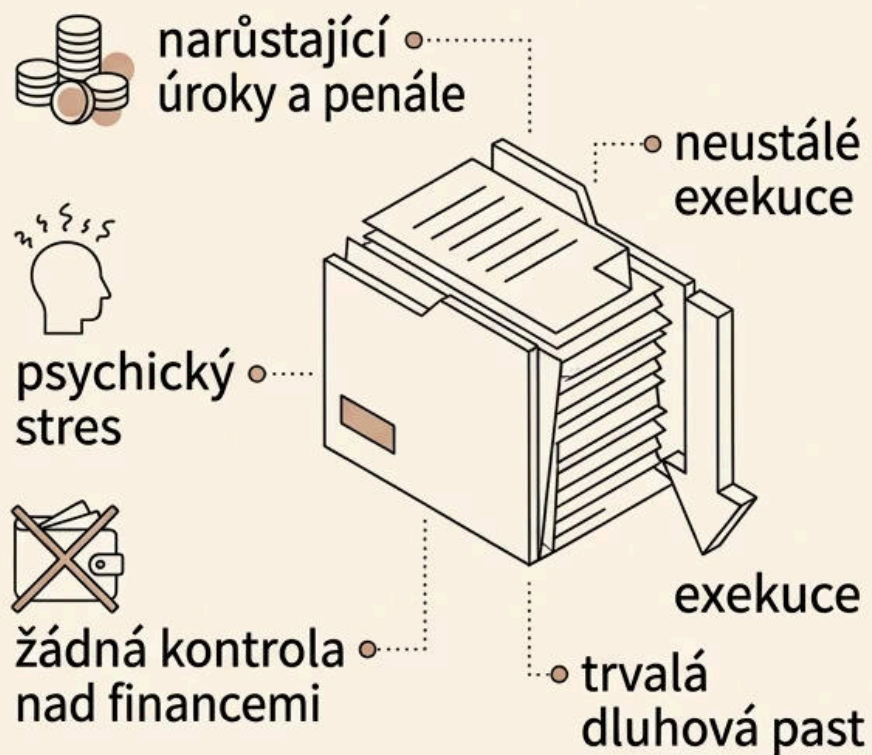 narůstající
úroky a penále
neustálé
exekuce
psychický
stres
exekuce
žádná kontrola
nad financemi
trvalá
dluhová past